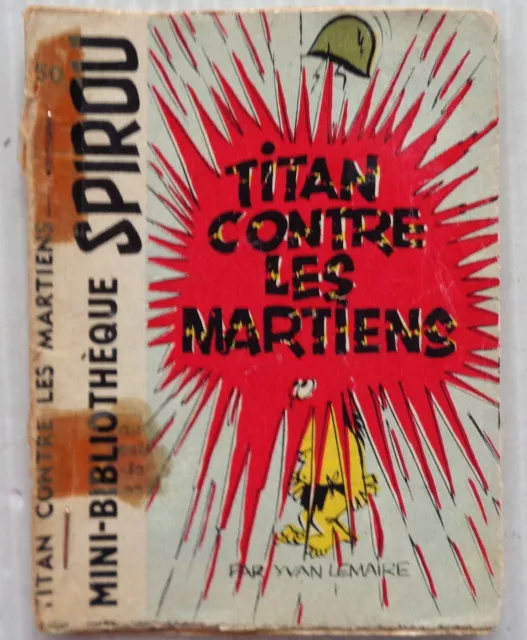 TITAN CONTRE LES MARTIENS
MINI-BIBLIOTHÈQUE SPIROU
TiTAN
CONTRE
LES
MARTIENS
PAR YVAN LEMAIRE